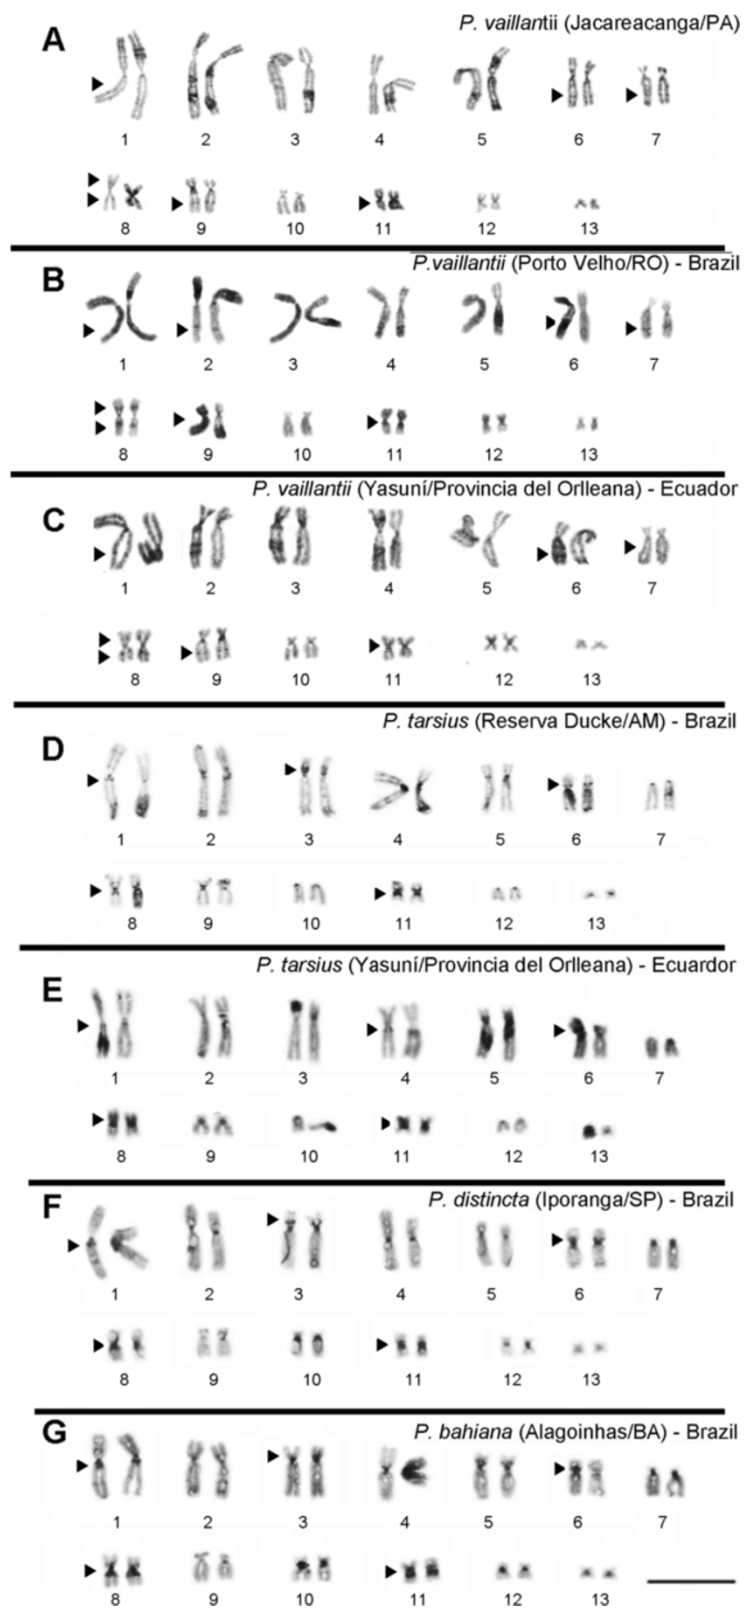 A
P. vaillantii (Jacareacanga/PA)
1 2 3 4 5 6 7
8 9 10 11 12 13
B
P.vaillantii (Porto Velho/RO) - Brazil
1 2 3 4 5 6 7
8 9 10 11 12 13
C
P. vaillantii (Yasuní/Provincia del Orlleana) - Ecuador
1 2 3 4 5 6 7
8 9 10 11 12 13
D
P. tarsius (Reserva Ducke/AM) - Brazil
1 2 3 4 5 6 7
8 9 10 11 12 13
E
P. tarsius (Yasuní/Provincia del Orlleana) - Ecuardor
1 2 3 4 5 6 7
8 9 10 11 12 13
F
P. distincta (Iporanga/SP) - Brazil
1 2 3 4 5 6 7
8 9 10 11 12 13
G
P. bahiana (Alagoinhas/BA) - Brazil
1 2 3 4 5 6 7
8 9 10 11 12 13